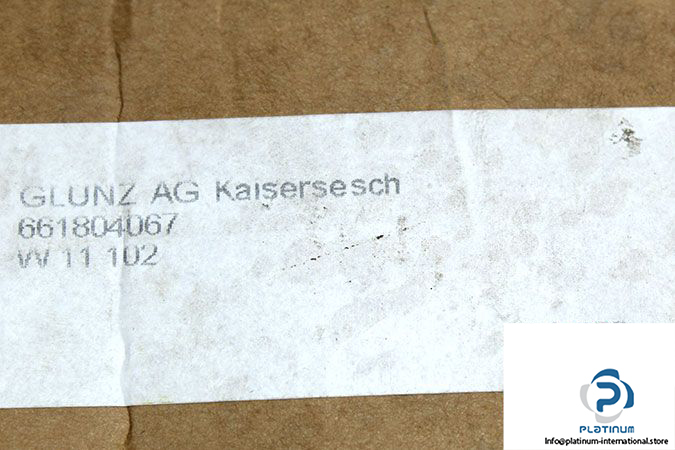 GLUNZ AG Kaisersesch
661804067
W 11 102
PLATINUM
Info@platinum-international.store